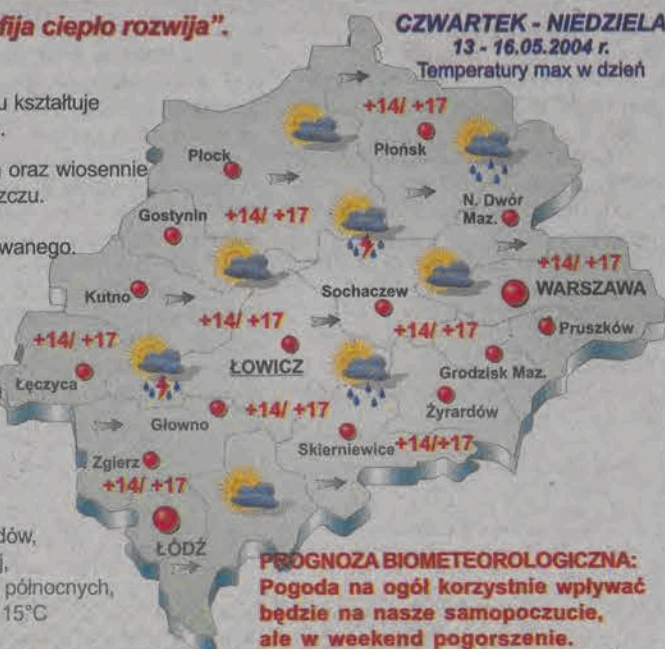 fija ciepło rozwija”.
CZWARTEK - NIEDZIELA
13 - 16.05.2004 r.
Temperatury max w dzień
u kształtuje
oraz wiosennie
szczu.
wanego.
+14/ +17
Płońsk
Płock
N. Dwór
Maz.
Gostynin
+14/ +17
+14/ +17
WARSZAWA
Kutno
Sochaczew
+14/ +17
Pruszków
+14/ +17
+14/ +17
ŁOWICZ
Grodzisk Maz.
Łęczyca
+14/ +17
Żyrardów
Głowno
Skierniewice
+14/+17
Zgierz
+14/ +17
ŁÓDŹ
dów,
j,
północnych,
15°C
PROGNOZA BIOMETEOROLOGICZNA:
Pogoda na ogół korzystnie wpływać
będzie na nasze samopoczucie,
ale w weekend pogorszenie.